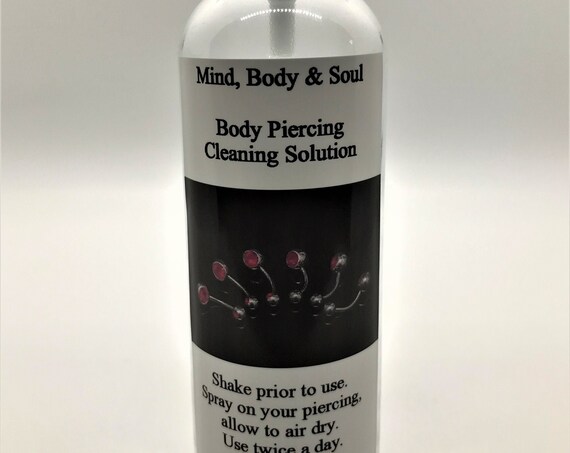 Mind, Body & Soul
Body Piercing
Cleaning Solution
Shake prior to use.
Spray on your piercing,
allow to air dry.
Use twice a day.